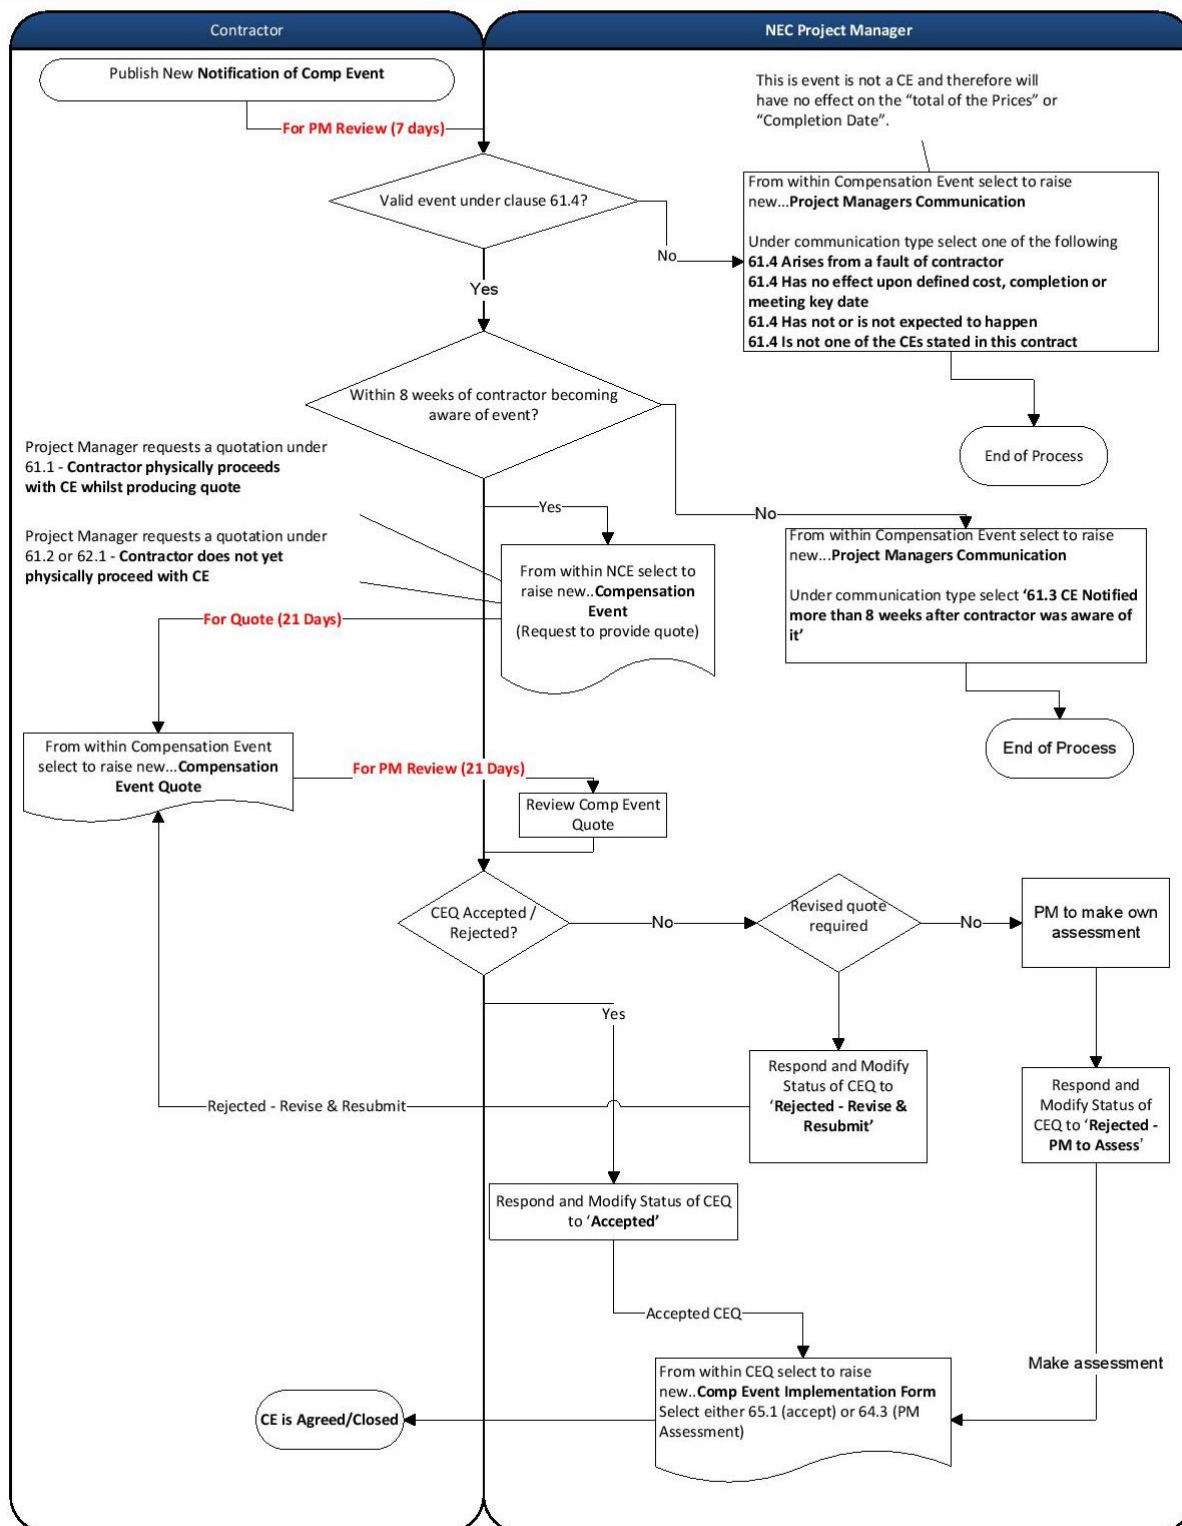 Contractor
NEC Project Manager
Publish New Notification of Comp Event
This is event is not a CE and therefore will
have no effect on the “total of the Prices” or
“Completion Date”.
For PM Review (7 days)
Valid event under clause 61.4?
No
From within Compensation Event select to raise
new...Project Managers Communication
Under communication type select one of the following
61.4 Arises from a fault of contractor
61.4 Has no effect upon defined cost, completion or
meeting key date
61.4 Has not or is not expected to happen
61.4 Is not one of the CEs stated in this contract
Yes
End of Process
Within 8 weeks of contractor becoming
aware of event?
Project Manager requests a quotation under
61.1 - Contractor physically proceeds
with CE whilst producing quote
Project Manager requests a quotation under
61.2 or 62.1 - Contractor does not yet
physically proceed with CE
Yes
No
From within NCE select to
raise new..Compensation
Event
(Request to provide quote)
From within Compensation Event select to raise
new...Project Managers Communication
Under communication type select ‘61.3 CE Notified
more than 8 weeks after contractor was aware of
it’
For Quote (21 Days)
End of Process
From within Compensation Event
select to raise new...Compensation
Event Quote
For PM Review (21 Days)
Review Comp Event
Quote
CEQ Accepted /
Rejected?
No
Revised quote
required
No
PM to make own
assessment
Yes
Respond and Modify
Status of CEQ to
‘Rejected - Revise &
Resubmit’
Rejected - Revise & Resubmit
Respond and
Modify Status of
CEQ to ‘Rejected -
PM to Assess’
Respond and Modify Status of CEQ
to ‘Accepted’
Accepted CEQ
Make assessment
From within CEQ select to raise
new..Comp Event Implementation Form
Select either 65.1 (accept) or 64.3 (PM
Assessment)
CE is Agreed/Closed